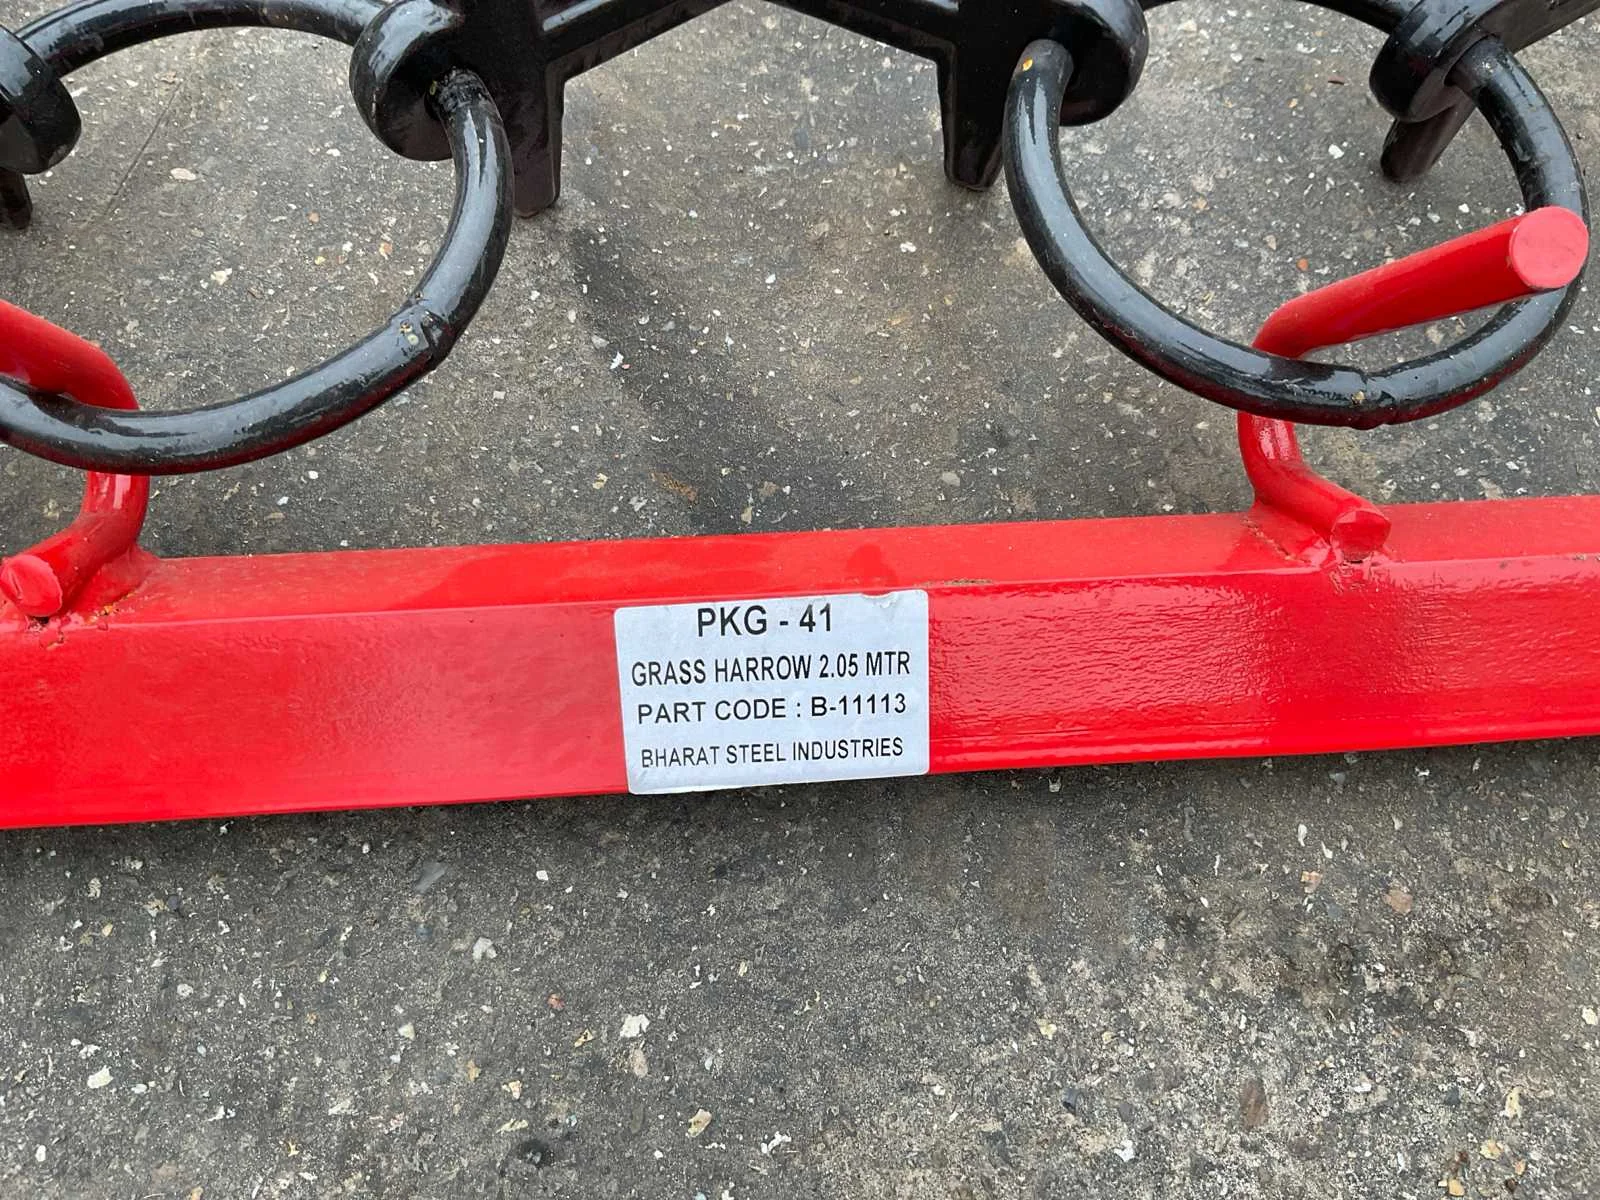 PKG - 41
GRASS HARROW 2.05 MTR
PART CODE : B-11113
BHARAT STEEL INDUSTRIES